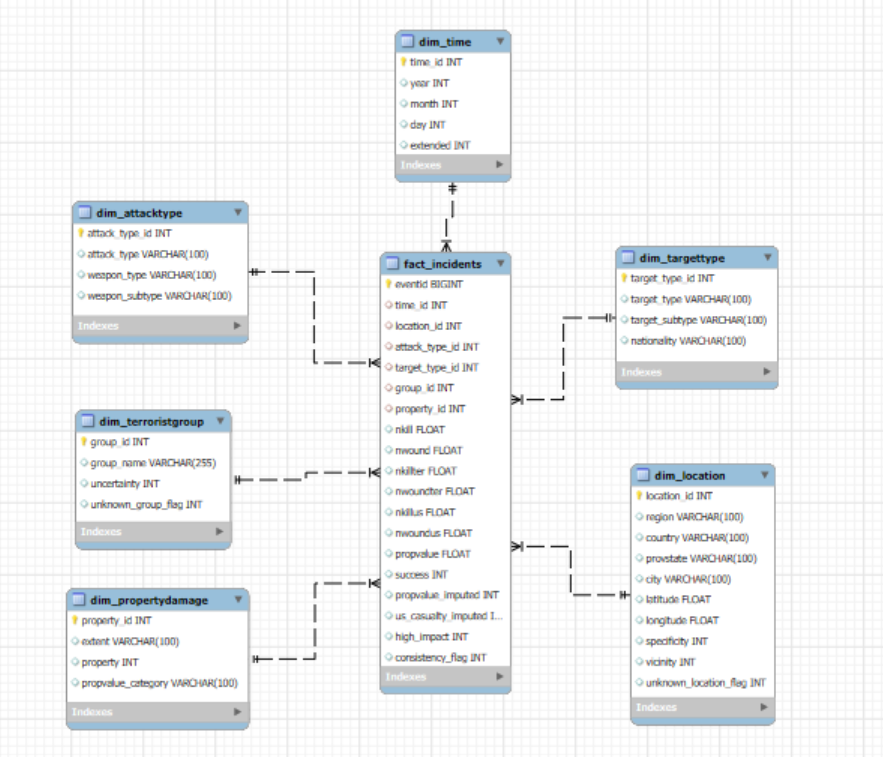 dim_time
time_id INT
year INT
month INT
day INT
extended INT
Indexes
dim_attacktype
attack_type_id INT
attack_type VARCHAR(100)
weapon_type VARCHAR(100)
weapon_subtype VARCHAR(100)
Indexes
fact_incidents
eventid BIGINT
time_id INT
location_id INT
attack_type_id INT
target_type_id INT
group_id INT
property_id INT
nkill FLOAT
nwound FLOAT
nkillter FLOAT
nwoundter FLOAT
nkillus FLOAT
nwoundus FLOAT
propvalue FLOAT
success INT
propvalue_imputed INT
us_casualty_imputed I...
high_impact INT
consistency_flag INT
Indexes
dim_targettype
target_type_id INT
target_type VARCHAR(100)
target_subtype VARCHAR(100)
nationality VARCHAR(100)
Indexes
dim_terroristgroup
group_id INT
group_name VARCHAR(255)
uncertainty INT
unknown_group_flag INT
Indexes
dim_location
location_id INT
region VARCHAR(100)
country VARCHAR(100)
provstate VARCHAR(100)
city VARCHAR(100)
latitude FLOAT
longitude FLOAT
specificity INT
vicinity INT
unknown_location_flag INT
Indexes
dim_propertydamage
property_id INT
extent VARCHAR(100)
property INT
propvalue_category VARCHAR(100)
Indexes